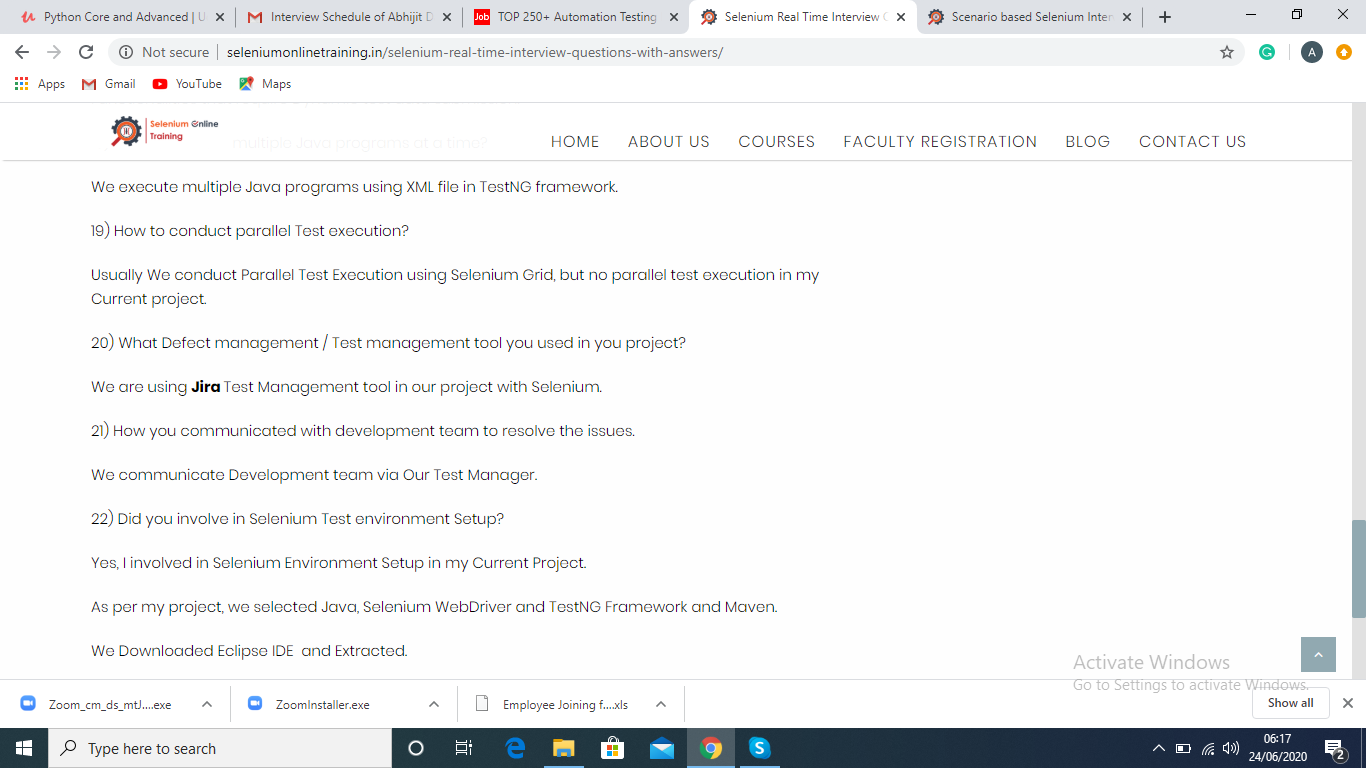 Python Core and Advanced | U
Interview Schedule of Abhijit D
Job TOP 250+ Automation Testing
Selenium Real Time Interview Q
Scenario based Selenium Inter
Not secure | seleniumonlinetraining.in/selenium-real-time-interview-questions-with-answers/
A
Apps Gmail YouTube Maps
Selenium Online
Training
multiple Java programs at a time?
HOME ABOUT US COURSES FACULTY REGISTRATION BLOG CONTACT US
We execute multiple Java programs using XML file in TestNG framework.
19) How to conduct parallel Test execution?
Usually We conduct Parallel Test Execution using Selenium Grid, but no parallel test execution in my
Current project.
20) What Defect management / Test management tool you used in you project?
We are using Jira Test Management tool in our project with Selenium.
21) How you communicated with development team to resolve the issues.
We communicate Development team via Our Test Manager.
22) Did you involve in Selenium Test environment Setup?
Yes, I involved in Selenium Environment Setup in my Current Project.
As per my project, we selected Java, Selenium WebDriver and TestNG Framework and Maven.
We Downloaded Eclipse IDE and Extracted.
Activate Windows
Go to Settings to activate Windows.
Zoom_cm_ds_mtJ....exe
ZoomInstaller.exe
Employee Joining f....xls
Show all
Type here to search
06:17
24/06/2020
2